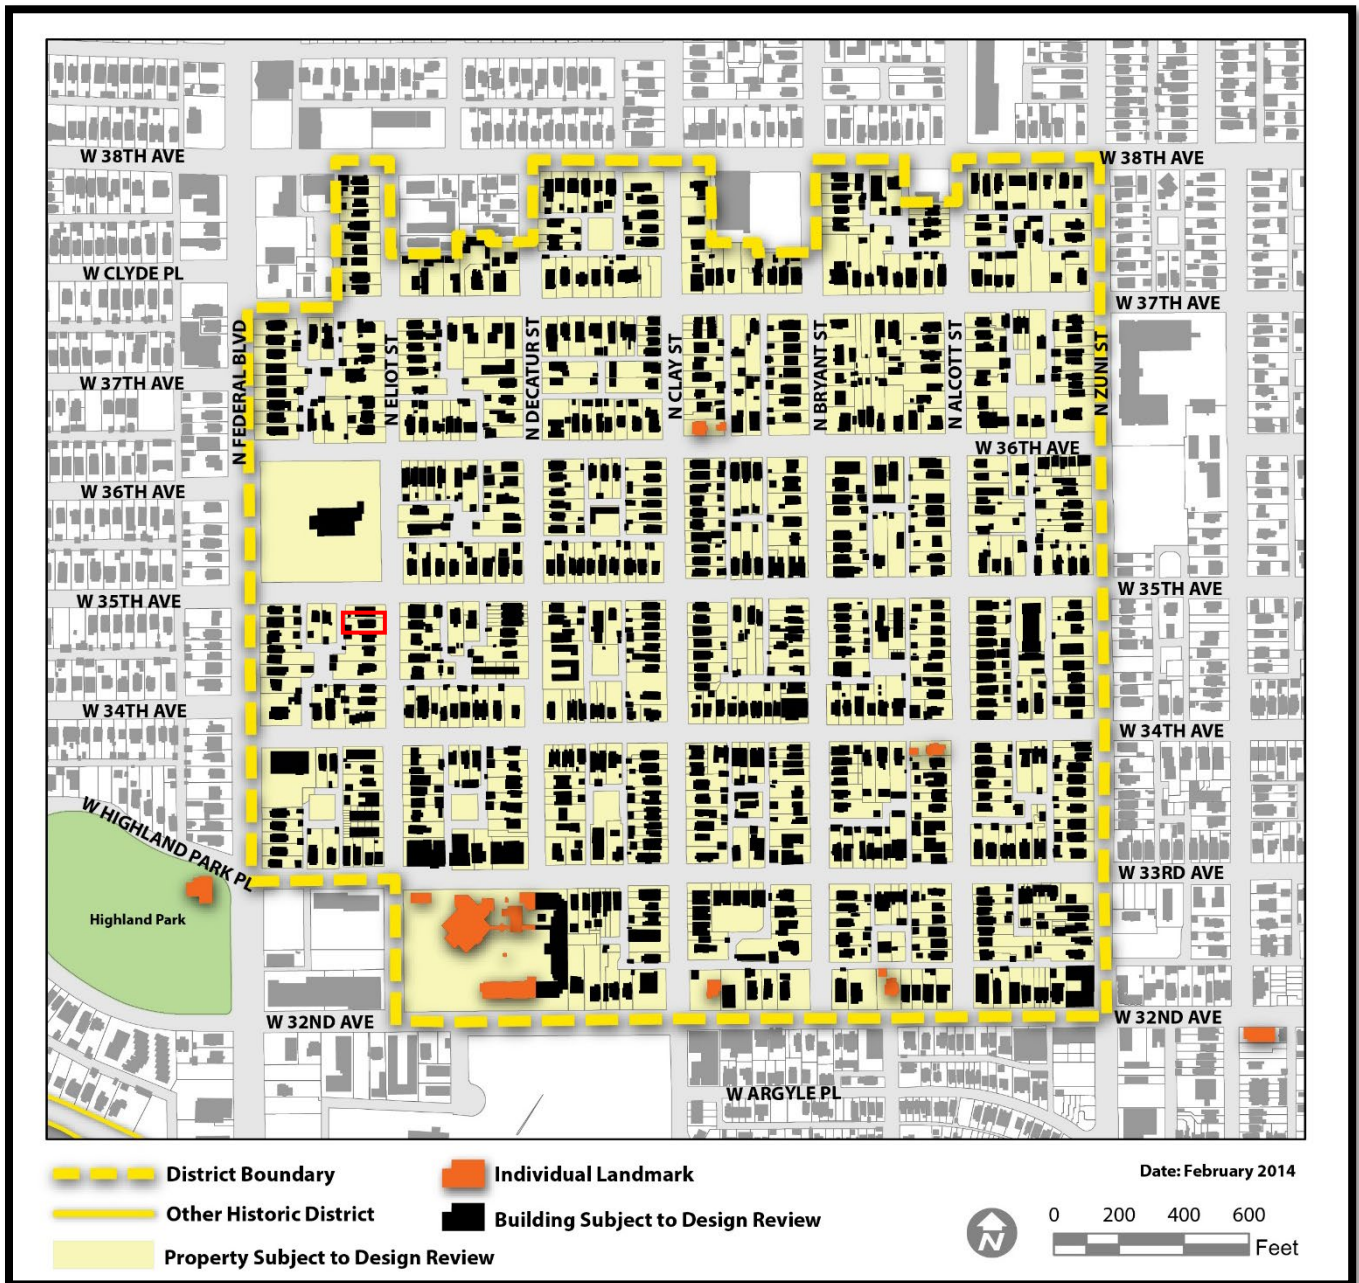 W 38TH AVE
W 38TH AVE
W CLYDE PL
W 37TH AVE
N FEDERAL BLVD
N ELIOTT ST
N DECATUR ST
N CLAY ST
N BRYANT ST
N ALCOTT ST
N ZUNI ST
W 37TH AVE
W 36TH AVE
W 36TH AVE
W 35TH AVE
W 35TH AVE
W 34TH AVE
W 34TH AVE
W HIGHLAND PARK PL
W 33RD AVE
Highland Park
W 32ND AVE
W 32ND AVE
W ARGYLE PL
District Boundary
Individual Landmark
Date: February 2014
Other Historic District
Building Subject to Design Review
Property Subject to Design Review
N
0 200 400 600
Feet